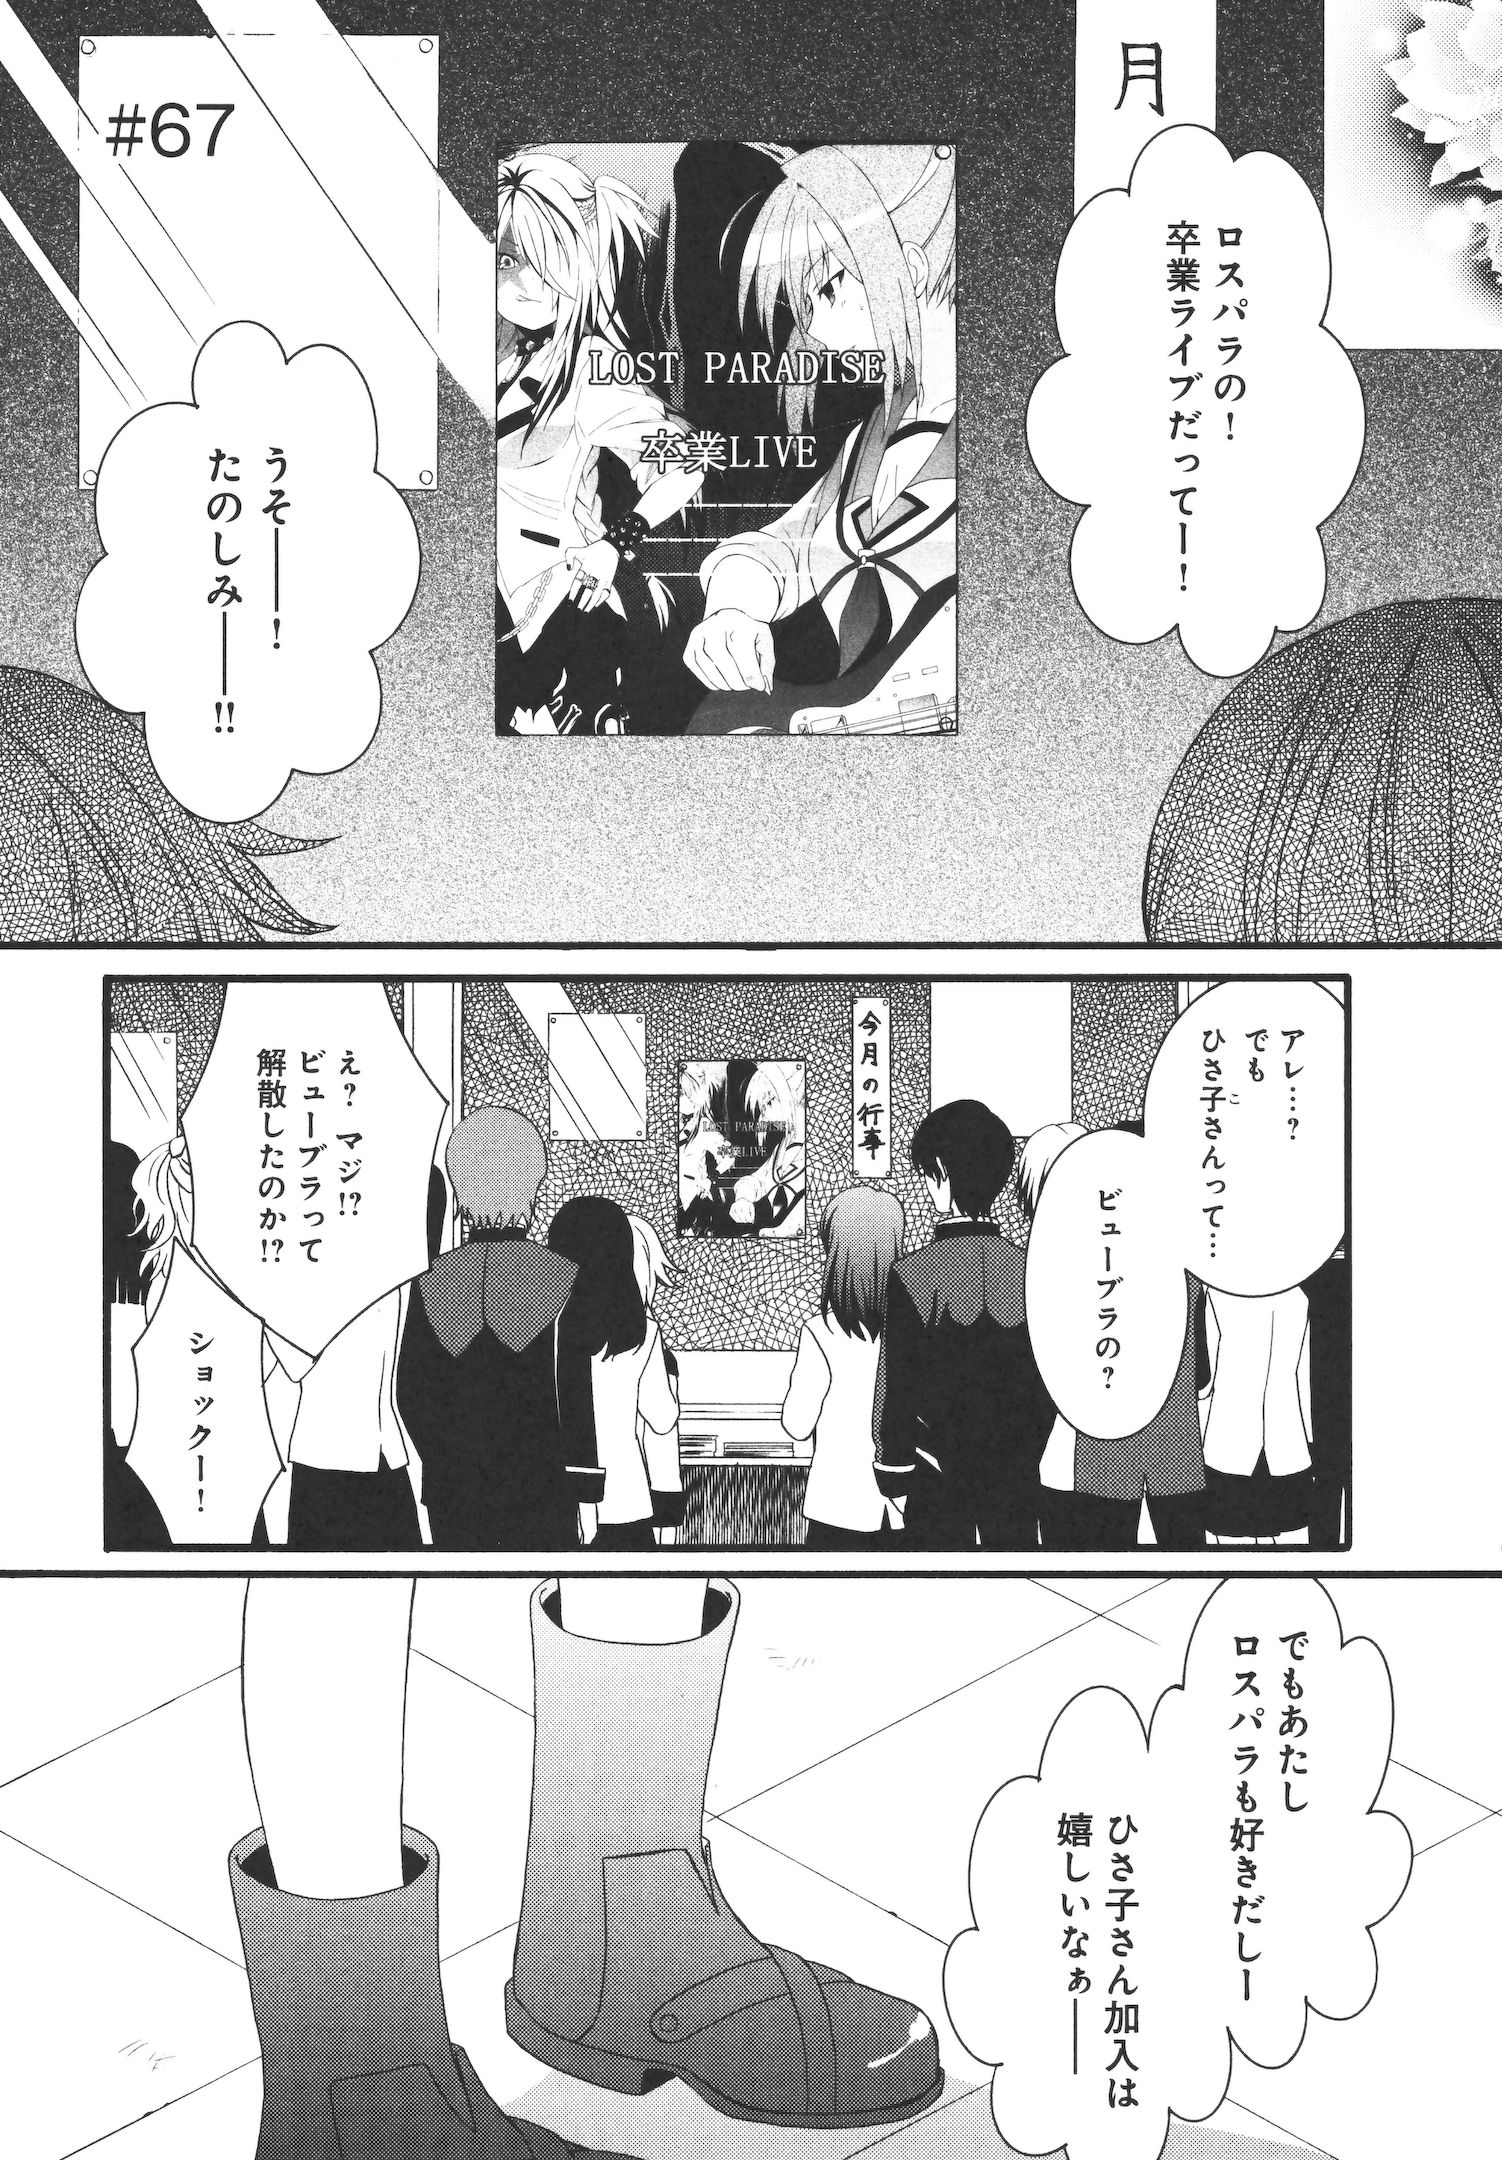 #67
月
ロスパラの！
卒業ライブだってー！
LOST PARADISE
卒業LIVE
うそ――！
たのしみ――!!
アレ…？
でも
ひさ子さんって…
こ
ビューブラの？
今月の行事
LOST PARADISE
卒業LIVE
え？マジ!?
ビューブラって
解散したのか!?
ショックー！
でもあたし
ロスパラも好きだしー
ひさ子さん加入は
嬉しいなぁ――